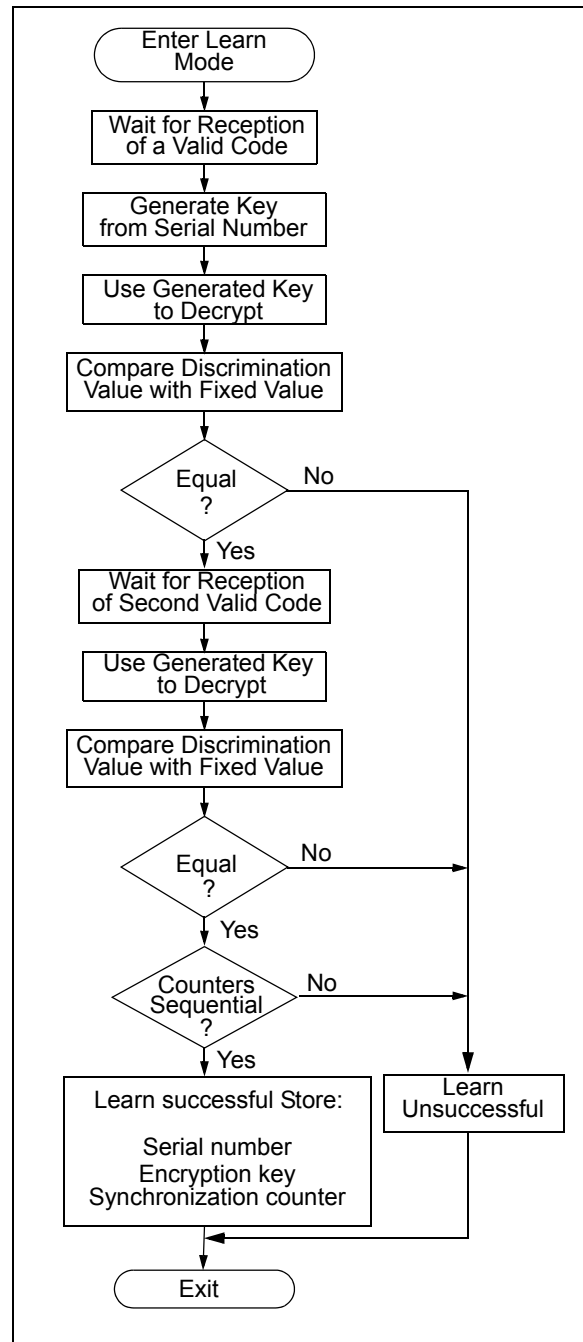 Enter Learn
Mode
Wait for Reception
of a Valid Code
Generate Key
from Serial Number
Use Generated Key
to Decrypt
Compare Discrimination
Value with Fixed Value
Equal
?
No
Yes
Wait for Reception
of Second Valid Code
Use Generated Key
to Decrypt
Compare Discrimination
Value with Fixed Value
Equal
?
No
Yes
Counters
Sequential
?
No
Yes
Learn successful Store:
Serial number
Encryption key
Synchronization counter
Learn
Unsuccessful
Exit